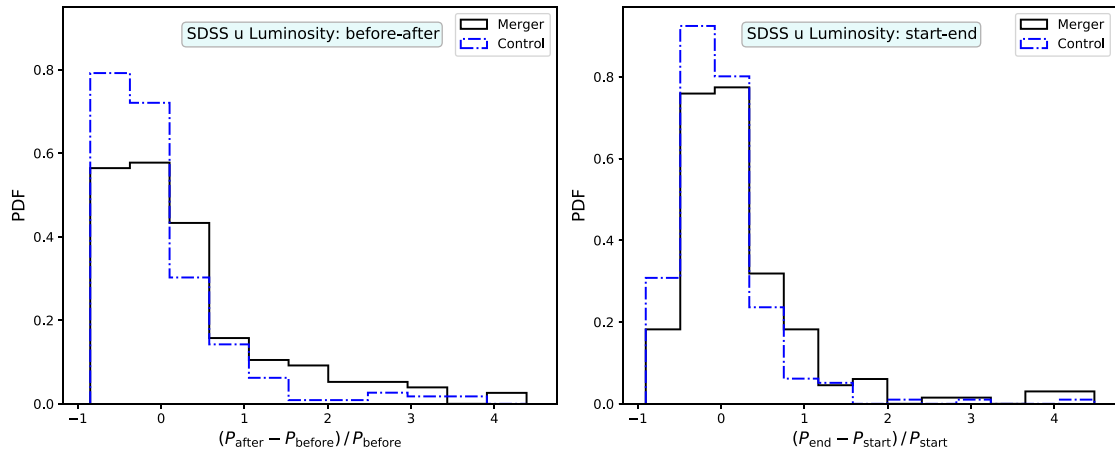 SDSS u Luminosity: before-after
Merger
Control
PDF
0.8
0.6
0.4
0.2
0.0
−1 0 1 2 3 4
(P_after − P_before) / P_before
SDSS u Luminosity: start-end
Merger
Control
PDF
0.8
0.6
0.4
0.2
0.0
−1 0 1 2 3 4
(P_end − P_start) / P_start